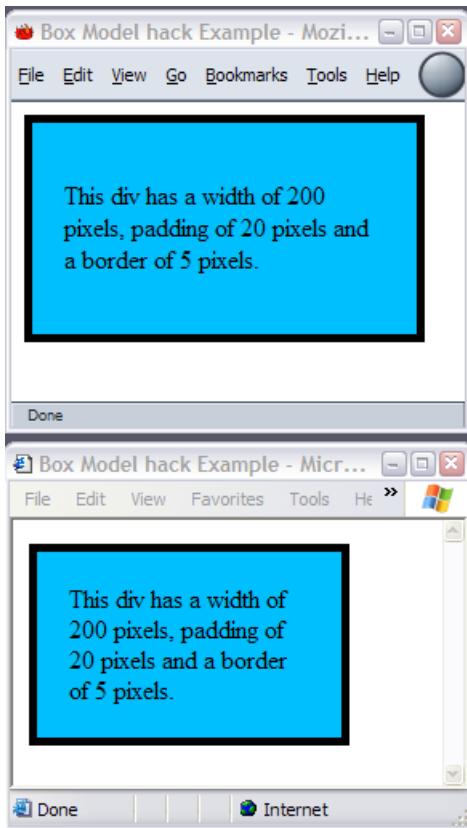 Box Model hack Example - Mozi...
File Edit View Go Bookmarks Tools Help
This div has a width of 200
pixels, padding of 20 pixels and
a border of 5 pixels.
Done
Box Model hack Example - Micr...
File Edit View Favorites Tools He »
This div has a width of
200 pixels, padding of
20 pixels and a border
of 5 pixels.
Done Internet